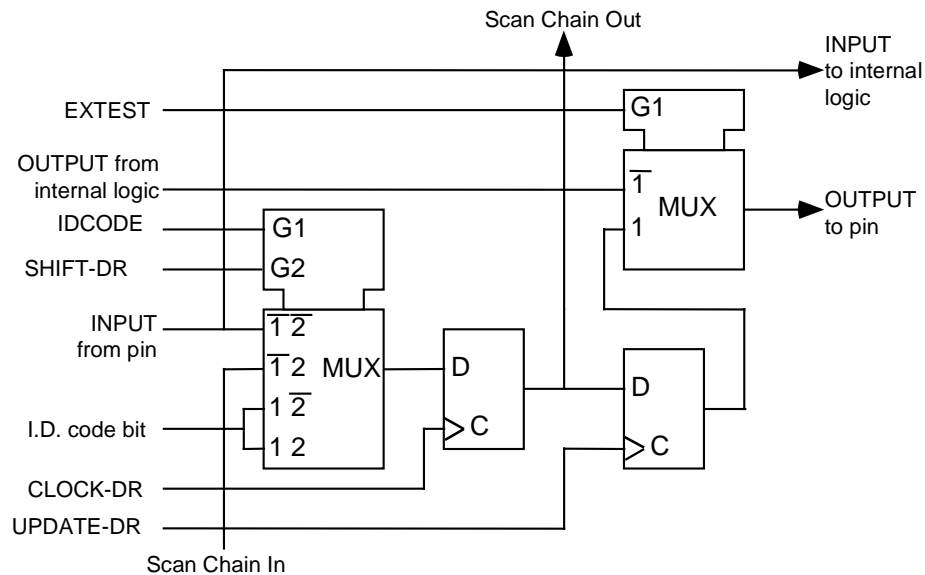 Scan Chain Out
INPUT
to internal
logic
EXTEST
G1
OUTPUT from
internal logic
1
MUX
OUTPUT
to pin
1
IDCODE
G1
SHIFT-DR
G2
INPUT
from pin
1 2
1 2
MUX
D
D
1 2
I.D. code bit
C
1 2
C
CLOCK-DR
UPDATE-DR
Scan Chain In